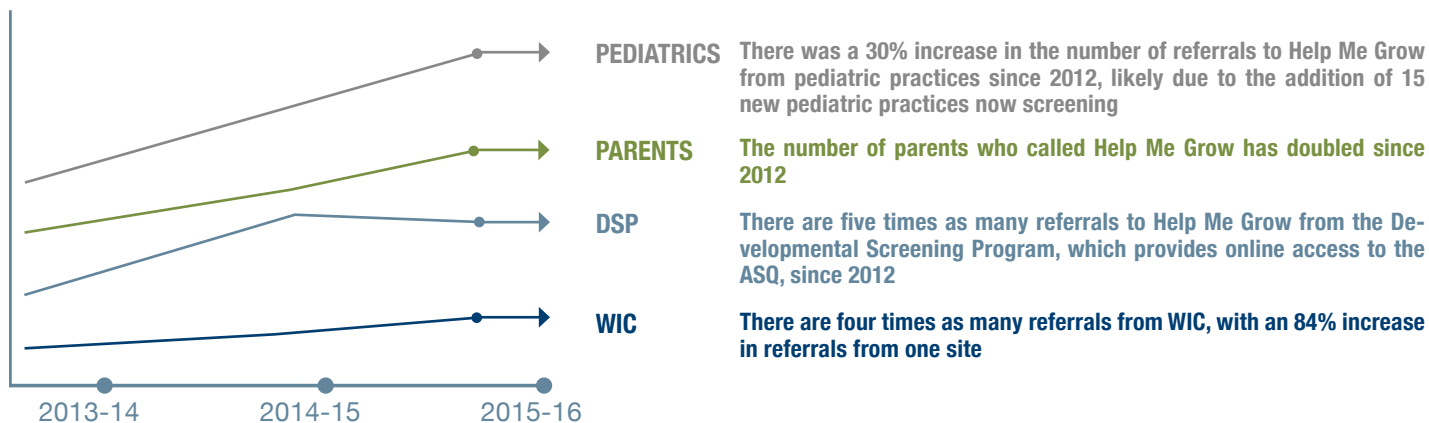 PEDIATRICS
There was a 30% increase in the number of referrals to Help Me Grow
from pediatric practices since 2012, likely due to the addition of 15
new pediatric practices now screening
PARENTS
The number of parents who called Help Me Grow has doubled since
2012
DSP
There are five times as many referrals to Help Me Grow from the De-
velopmental Screening Program, which provides online access to the
ASQ, since 2012
WIC
There are four times as many referrals from WIC, with an 84% increase
in referrals from one site
2013-14
2014-15
2015-16